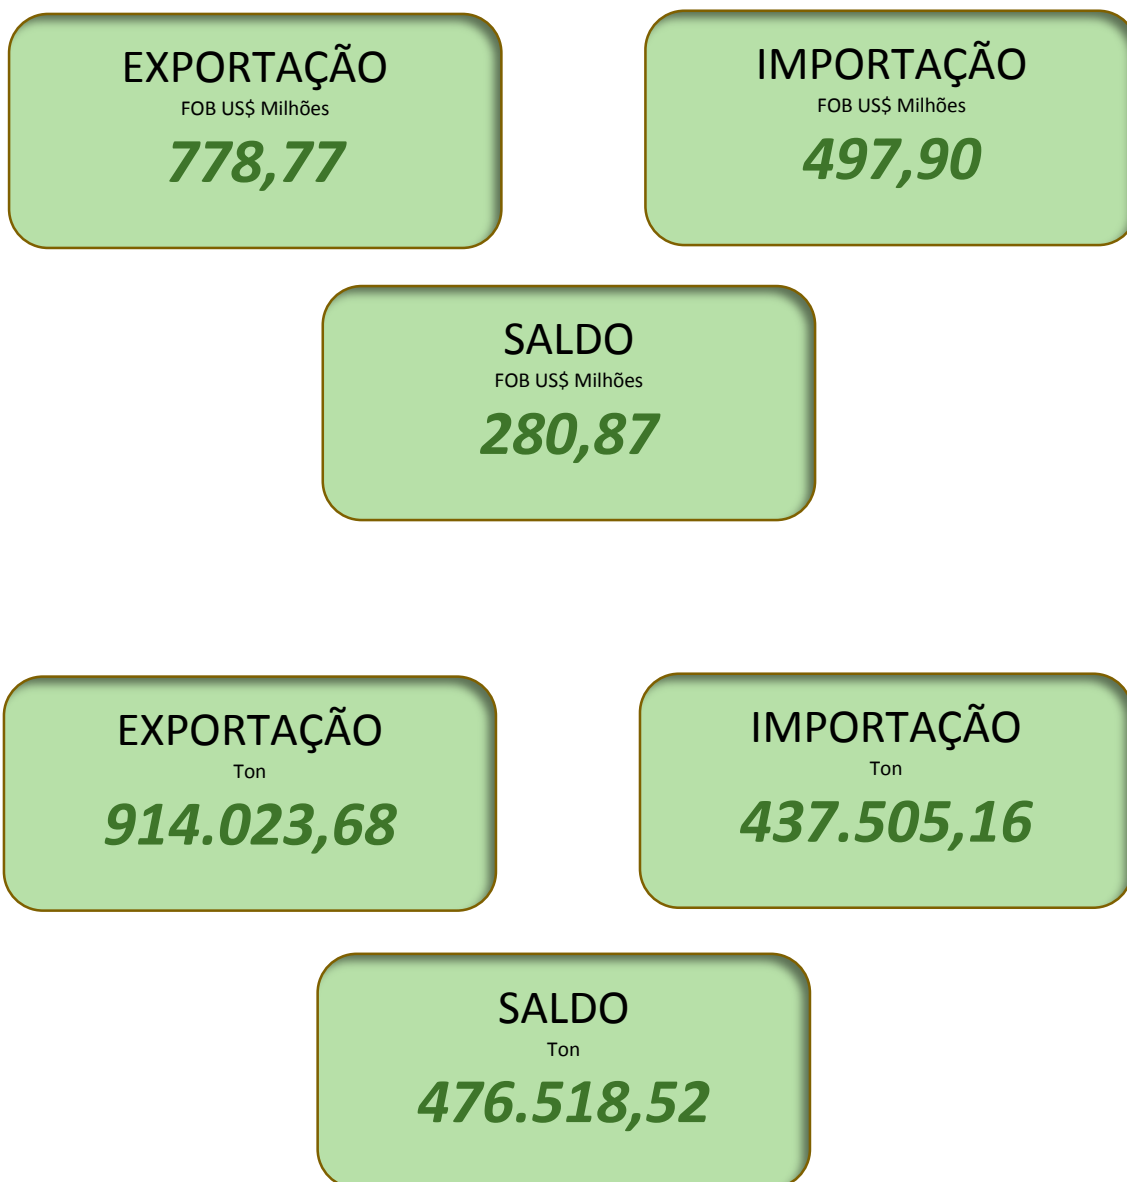 EXPORTAÇÃO
FOB US$ Milhões
778,77
IMPORTAÇÃO
FOB US$ Milhões
497,90
SALDO
FOB US$ Milhões
280,87
EXPORTAÇÃO
Ton
914.023,68
IMPORTAÇÃO
Ton
437.505,16
SALDO
Ton
476.518,52